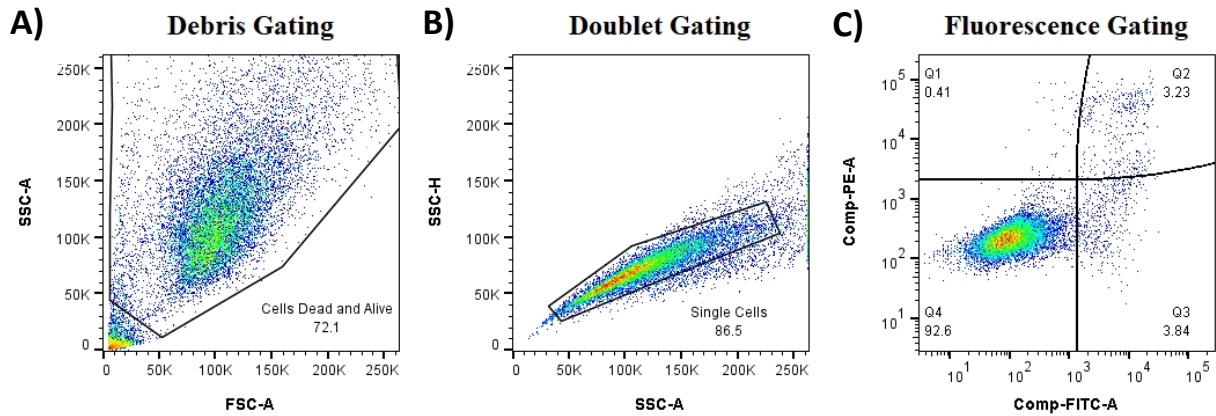 A) Debris Gating
250K
200K
150K
100K
50K
0
SSC-A
0 50K 100K 150K 200K 250K
FSC-A
Cells Dead and Alive
72.1
B) Doublet Gating
250K
200K
150K
100K
50K
0
SSC-H
0 50K 100K 150K 200K 250K
SSC-A
Single Cells
86.5
C) Fluorescence Gating
Q1
0.41
Q2
3.23
Q4
92.6
Q3
3.84
10^5
10^4
10^3
10^2
10^1
Comp-PE-A
10^1 10^2 10^3 10^4 10^5
Comp-FITC-A